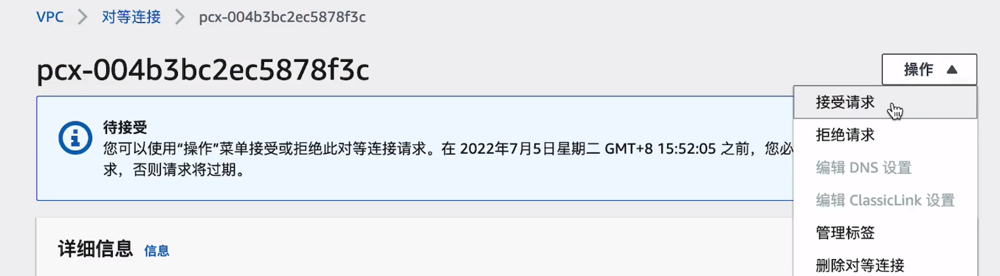 VPC > 对等连接 > pcx-004b3bc2ec5878f3c
pcx-004b3bc2ec5878f3c
操作
接受请求
待接受
您可以使用“操作”菜单接受或拒绝此对等连接请求。在 2022年7月5日星期二 GMT+8 15:52:05 之前，您必
求，否则请求将过期。
拒绝请求
编辑 DNS 设置
编辑 ClassicLink 设置
管理标签
删除对等连接
详细信息 信息